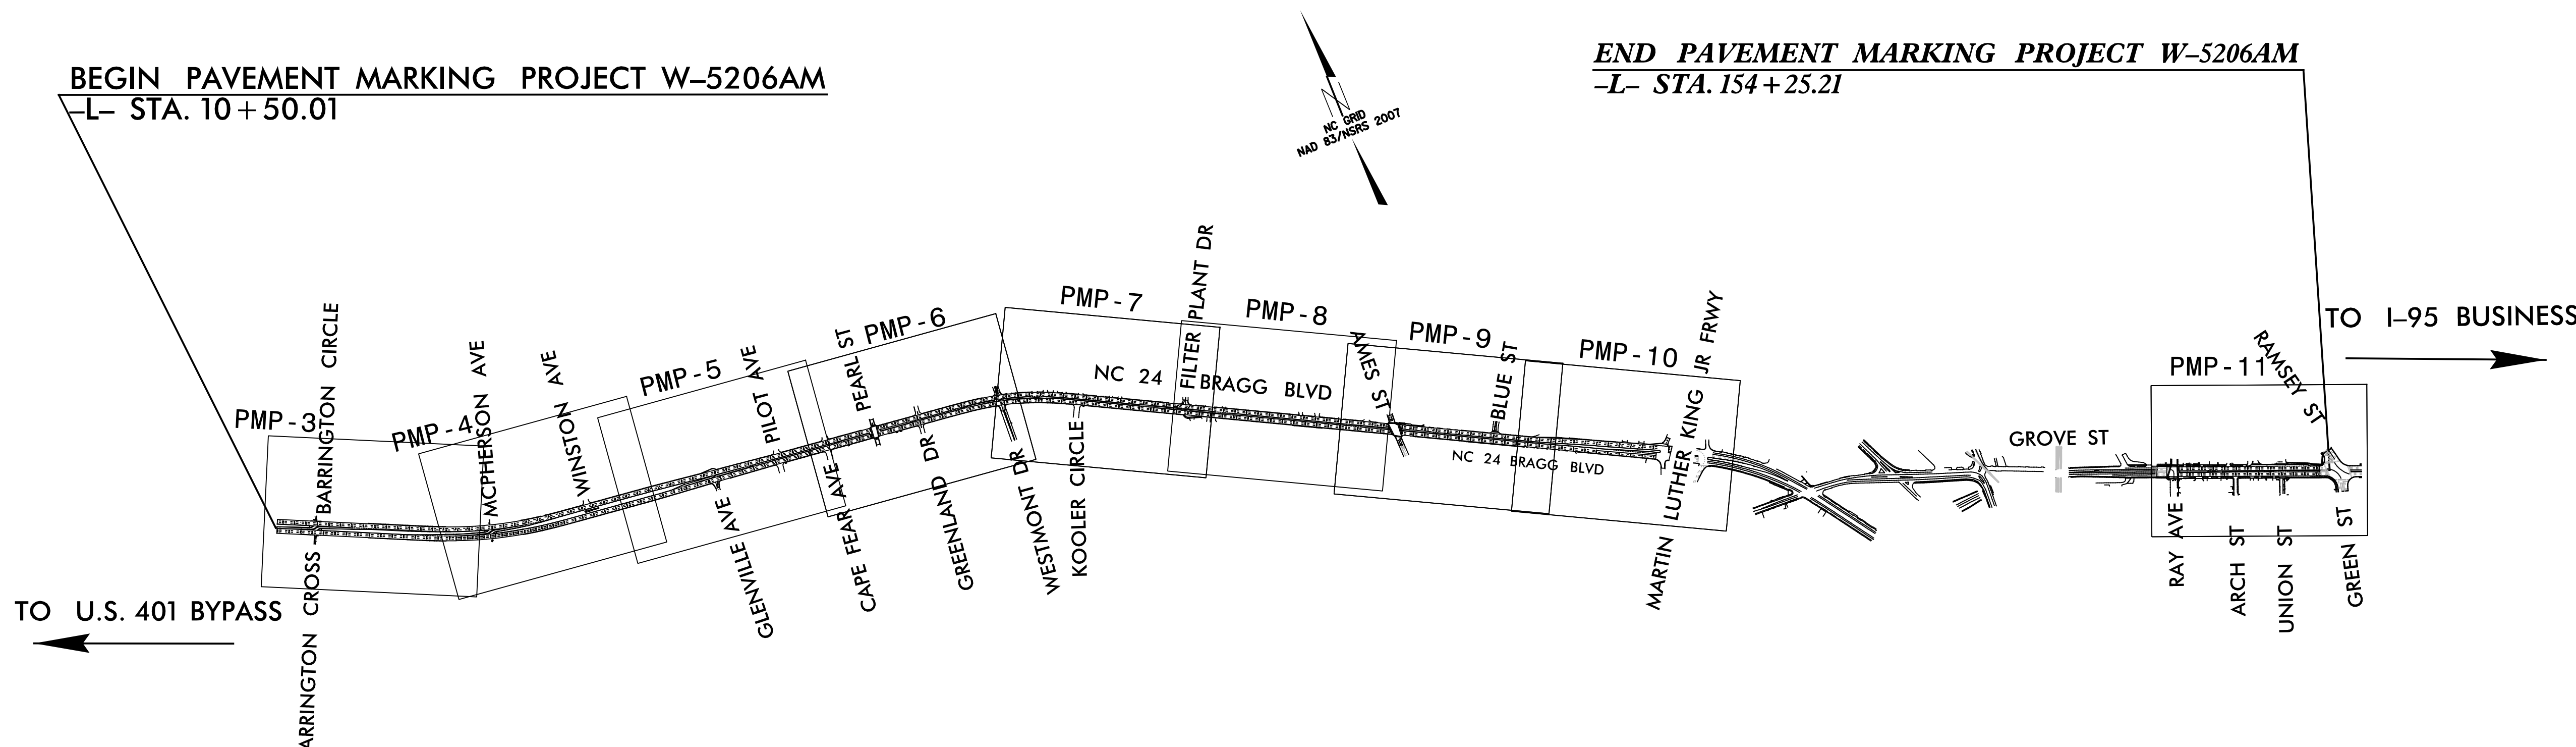 BEGIN PAVEMENT MARKING PROJECT W–5206AM
–L– STA. 10+50.01
END PAVEMENT MARKING PROJECT W–5206AM
–L– STA. 154+25.21
NC GRID
NAD 83/NSRS 2007
TO I–95 BUSINESS
TO U.S. 401 BYPASS
PMP-3
PMP-4
PMP-5
PMP-6
PMP-7
PMP-8
PMP-9
PMP-10
PMP-11
BARRINGTON CIRCLE
ARRINGTON CROSS
MCPHERSON AVE
WINSTON AVE
GLENVILLE AVE
PILOT AVE
CAPE FEAR AVE
PEARL ST
GREENLAND DR
WESTMONT DR
KOOLER CIRCLE
NC 24 BRAGG BLVD
FILTER PLANT DR
AMES ST
BLUE ST
NC 24 BRAGG BLVD
MARTIN LUTHER KING JR FRWY
GROVE ST
RAY AVE
ARCH ST
UNION ST
RAMSEY ST
GREEN ST